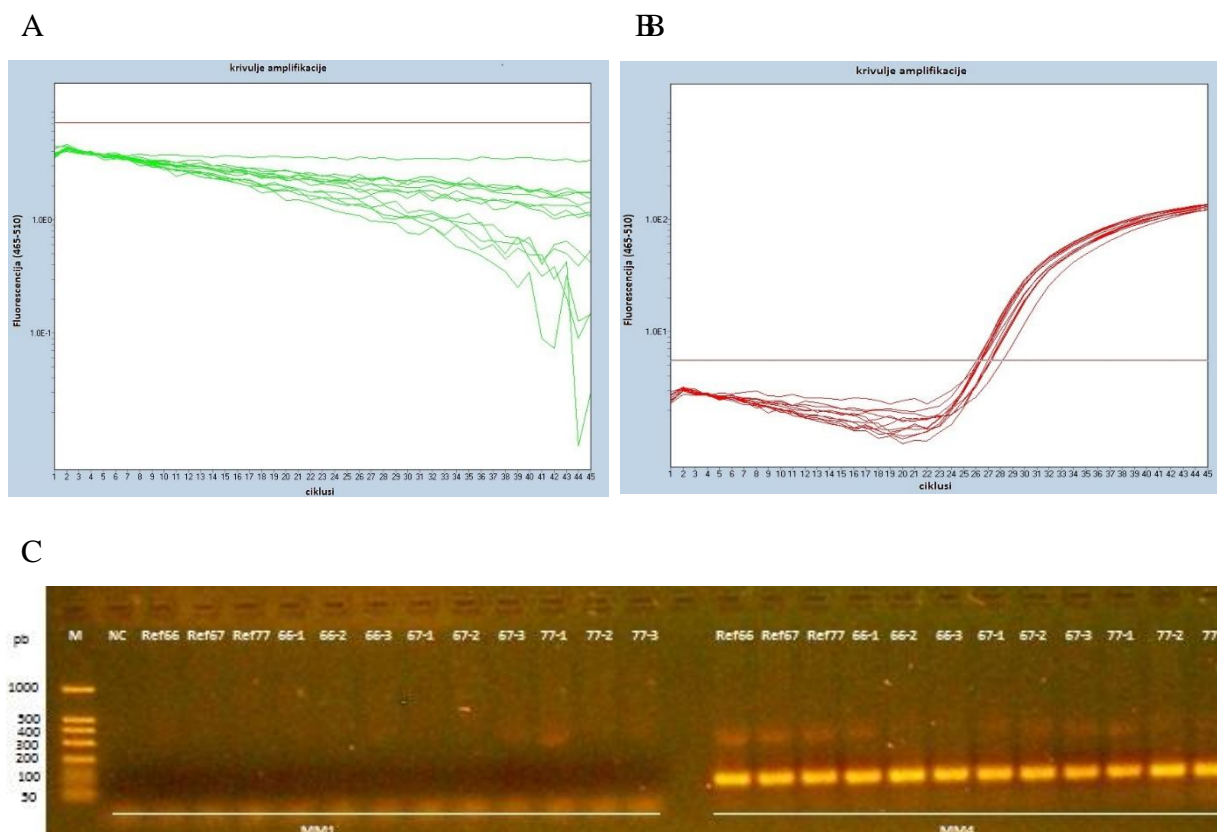 A
BB
krivulje amplifikacije
Fluorescencija (465-510)
1.0E0
1.0E-1
1 2 3 4 5 6 7 8 9 10 11 12 13 14 15 16 17 18 19 20 21 22 23 24 25 26 27 28 29 30 31 32 33 34 35 36 37 38 39 40 41 42 43 44 45
ciklusi
krivulje amplifikacije
Fluorescencija (465-510)
1.0E2
1.0E1
1 2 3 4 5 6 7 8 9 10 11 12 13 14 15 16 17 18 19 20 21 22 23 24 25 26 27 28 29 30 31 32 33 34 35 36 37 38 39 40 41 42 43 44 45
ciklusi
C
pb M NC Ref66 Ref67 Ref77 66-1 66-2 66-3 67-1 67-2 67-3 77-1 77-2 77-3 Ref66 Ref67 Ref77 66-1 66-2 66-3 67-1 67-2 67-3 77-1 77-2 77
1000
400
300
200
100